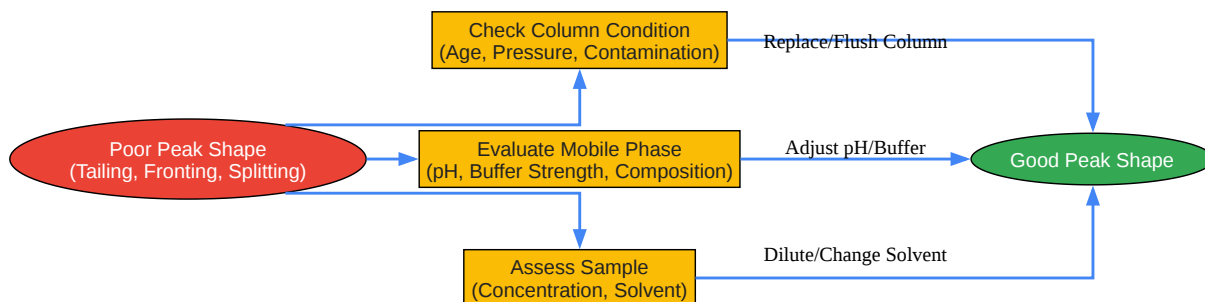 Check Column Condition
(Age, Pressure, Contamination)
Replace/Flush Column
Poor Peak Shape
(Tailing, Fronting, Splitting)
Evaluate Mobile Phase
(pH, Buffer Strength, Composition)
Adjust pH/Buffer
Good Peak Shape
Assess Sample
(Concentration, Solvent)
Dilute/Change Solvent